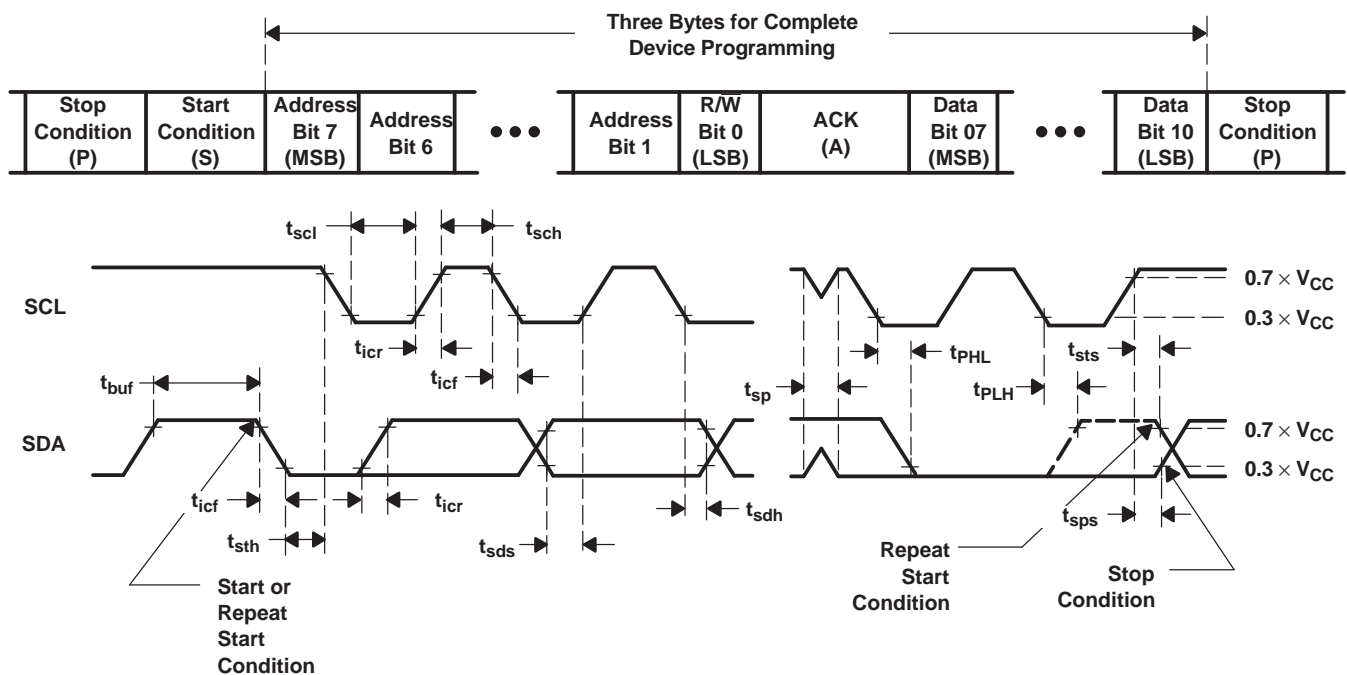 Three Bytes for Complete
Device Programming
Stop
Condition
(P)
Start
Condition
(S)
Address
Bit 7
(MSB)
Address
Bit 6
•••
Address
Bit 1
R/W̅
Bit 0
(LSB)
ACK
(A)
Data
Bit 07
(MSB)
•••
Data
Bit 10
(LSB)
Stop
Condition
(P)
tscl
tsch
SCL
0.7 × VCC
0.3 × VCC
ticr
ticf
tPHL
tsts
tbuf
tsp
tPLH
SDA
0.7 × VCC
0.3 × VCC
ticf
ticr
tsth
tsds
tsdh
tsps
Start or
Repeat
Start
Condition
Repeat
Start
Condition
Stop
Condition